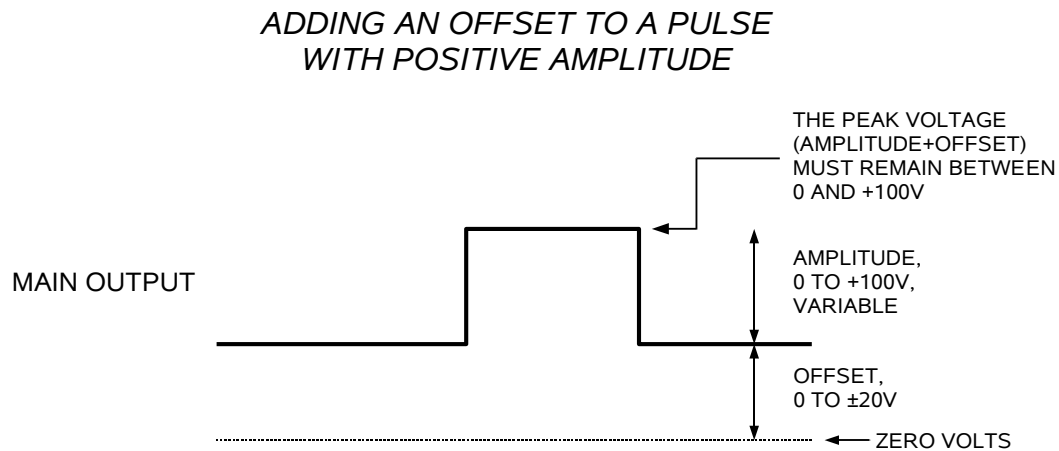 ADDING AN OFFSET TO A PULSE
WITH POSITIVE AMPLITUDE
THE PEAK VOLTAGE
(AMPLITUDE+OFFSET)
MUST REMAIN BETWEEN
0 AND +100V
MAIN OUTPUT
AMPLITUDE,
0 TO +100V,
VARIABLE
OFFSET,
0 TO ±20V
ZERO VOLTS